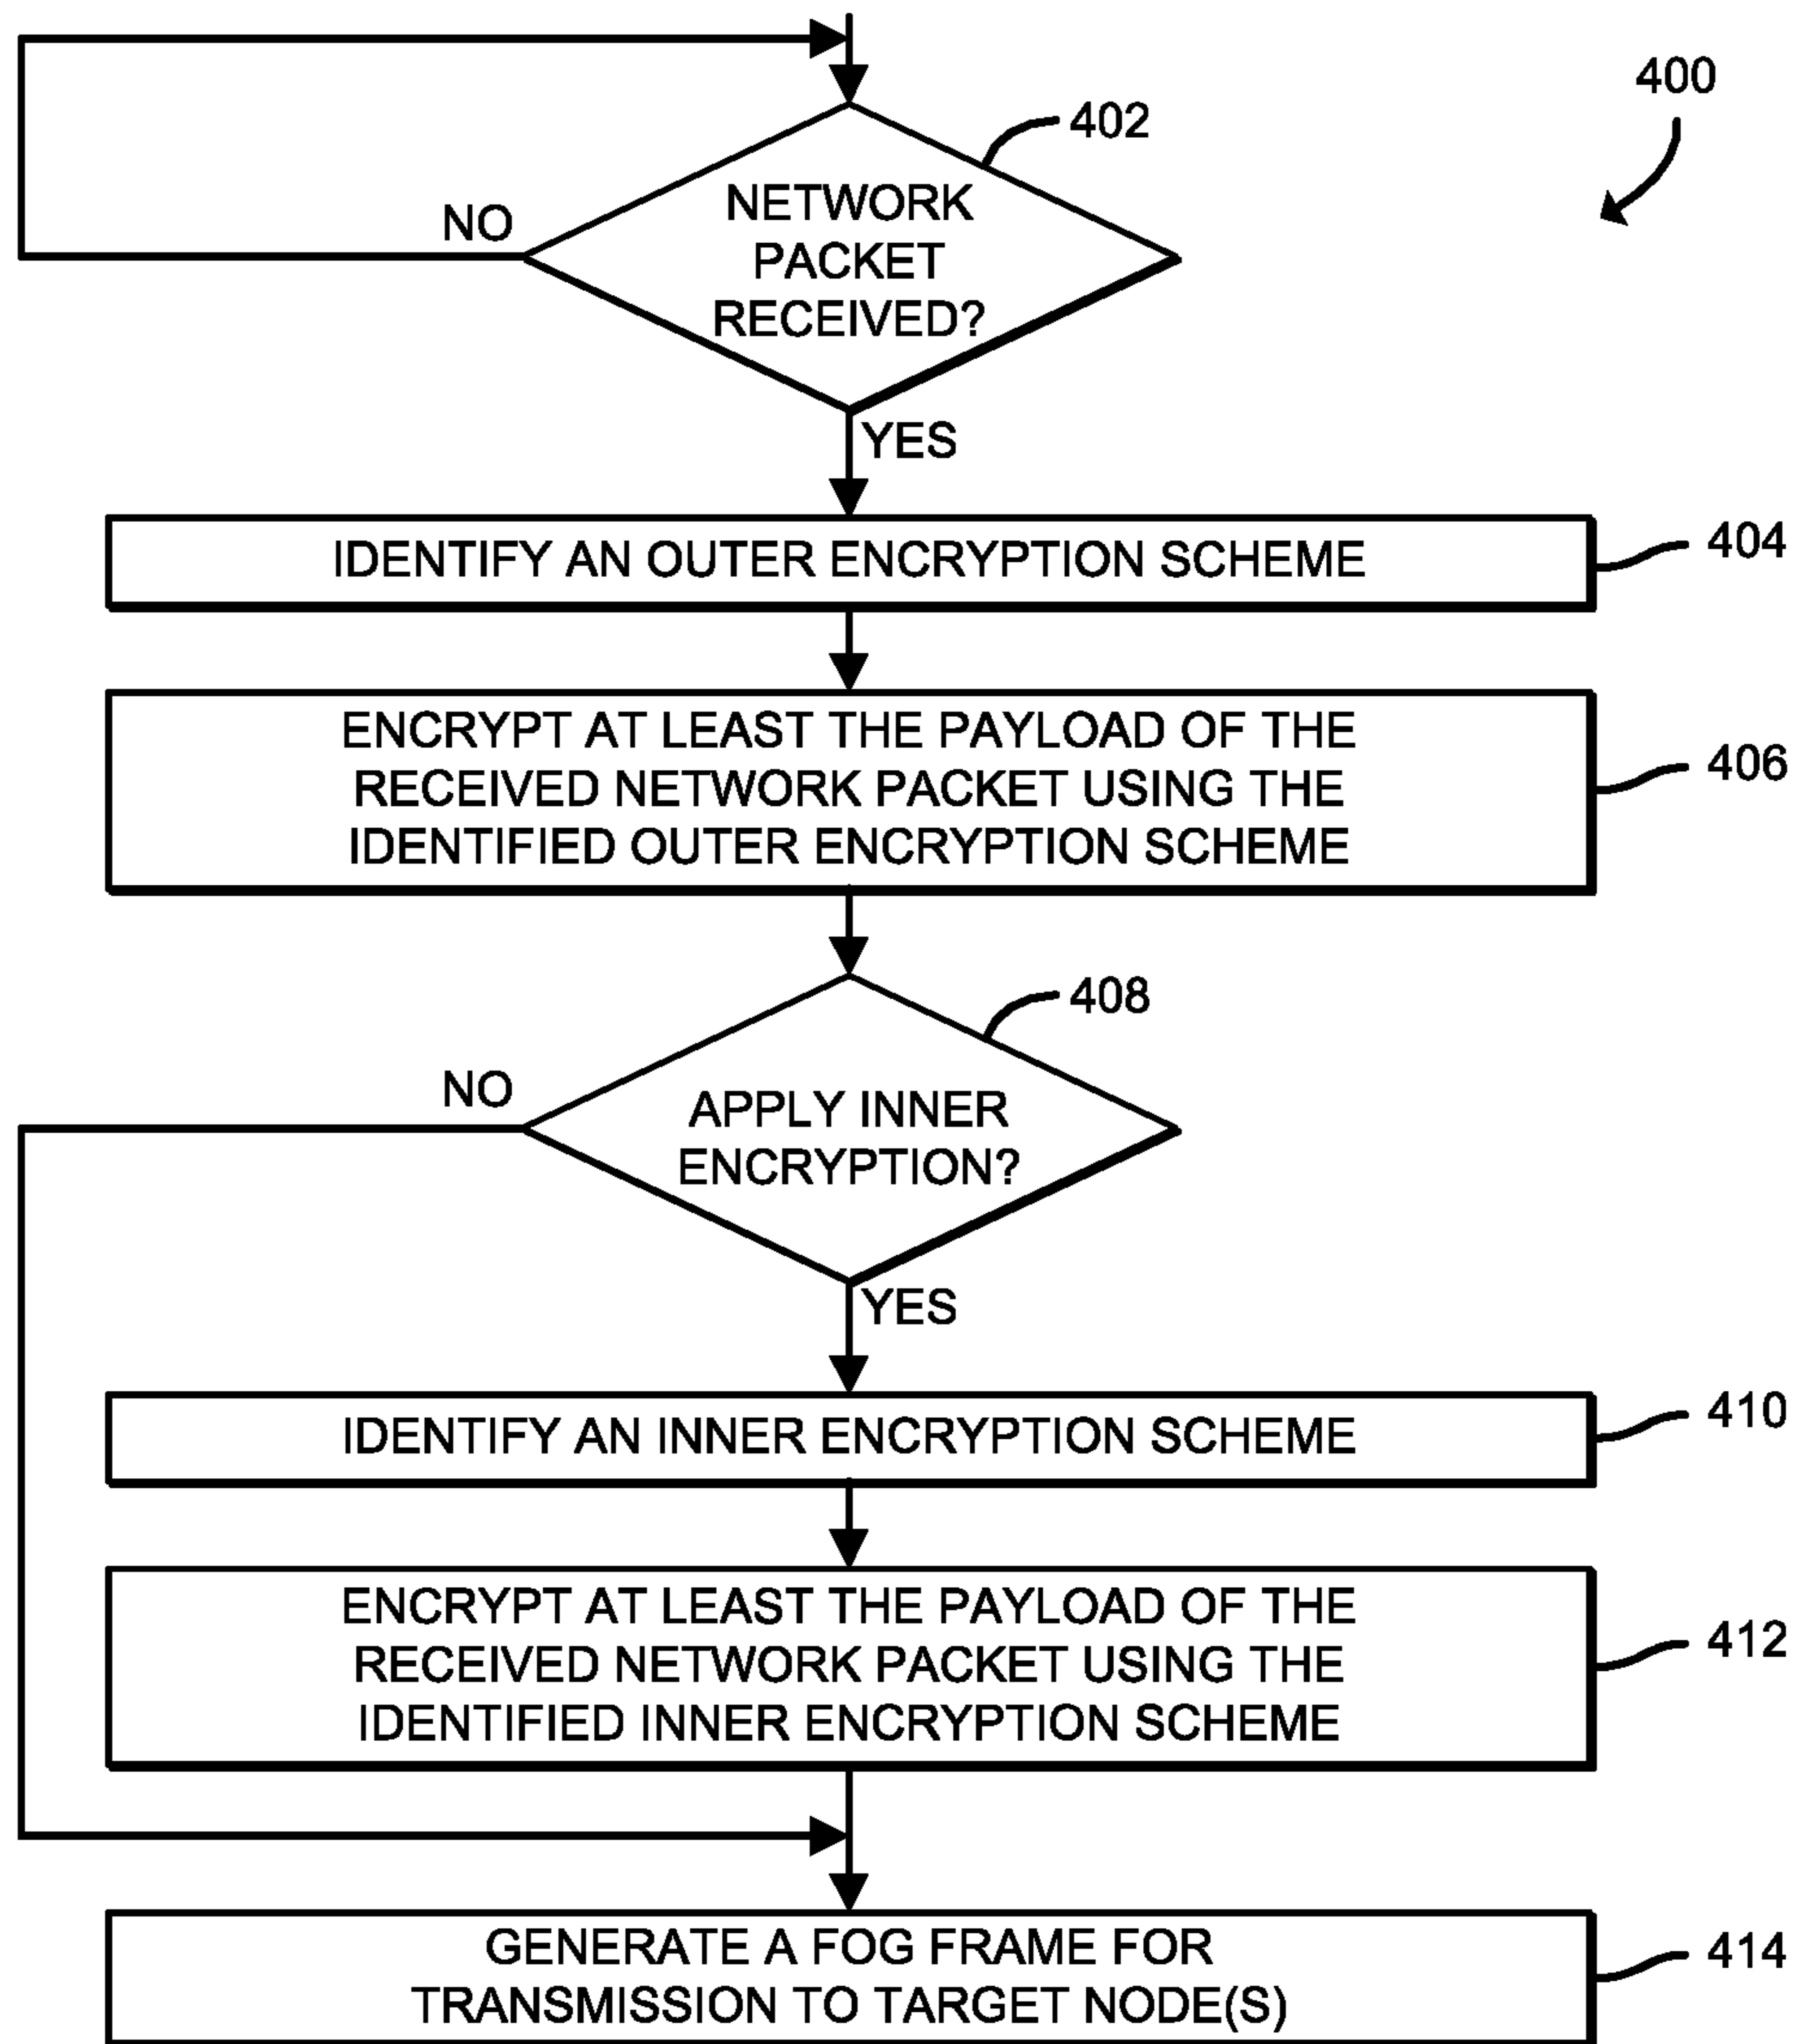 400
402
NETWORK
PACKET
RECEIVED?
NO
YES
IDENTIFY AN OUTER ENCRYPTION SCHEME
404
ENCRYPT AT LEAST THE PAYLOAD OF THE
RECEIVED NETWORK PACKET USING THE
IDENTIFIED OUTER ENCRYPTION SCHEME
406
408
NO
APPLY INNER
ENCRYPTION?
YES
IDENTIFY AN INNER ENCRYPTION SCHEME
410
ENCRYPT AT LEAST THE PAYLOAD OF THE
RECEIVED NETWORK PACKET USING THE
IDENTIFIED INNER ENCRYPTION SCHEME
412
GENERATE A FOG FRAME FOR
TRANSMISSION TO TARGET NODE(S)
414